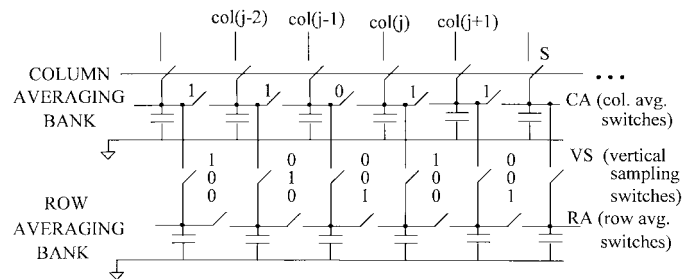 col(j-2) col(j-1) col(j) col(j+1)
S
COLUMN
AVERAGING
BANK
1 1 0 1 1
CA (col. avg.
switches)
• • •
1 0 0 1 0
0 1 0 0 0
0 0 1 0 1
VS (vertical
sampling
switches)
ROW
AVERAGING
BANK
RA (row avg.
switches)